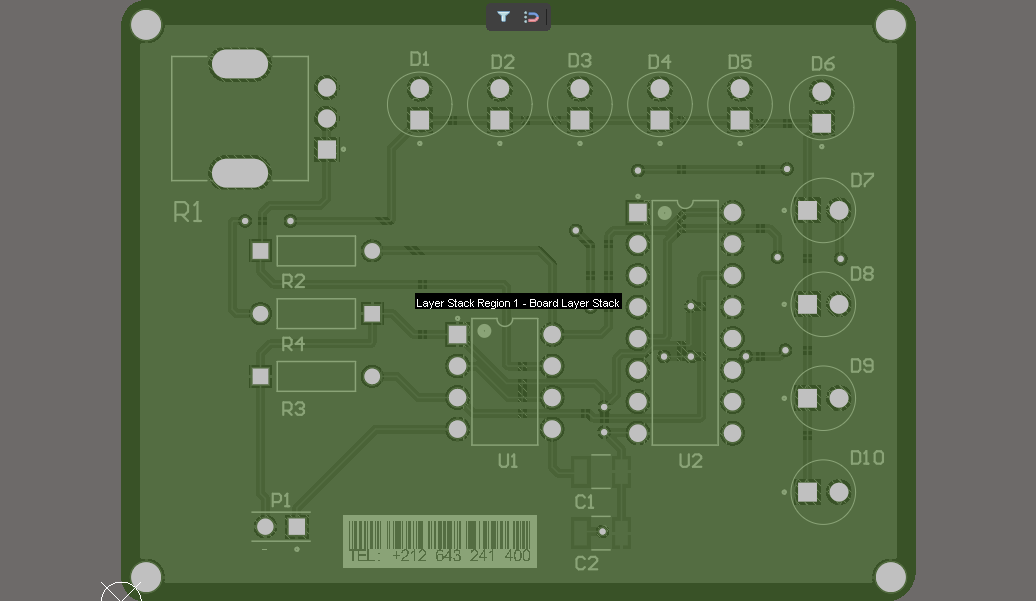 D1 D2 D3 D4 D5 D6
D7
R1
R2
D8
Layer Stack Region 1 - Board Layer Stack
R4
D9
R3
U1 U2 D10
P1 C1
- TEL: +212 643 241 400
C2